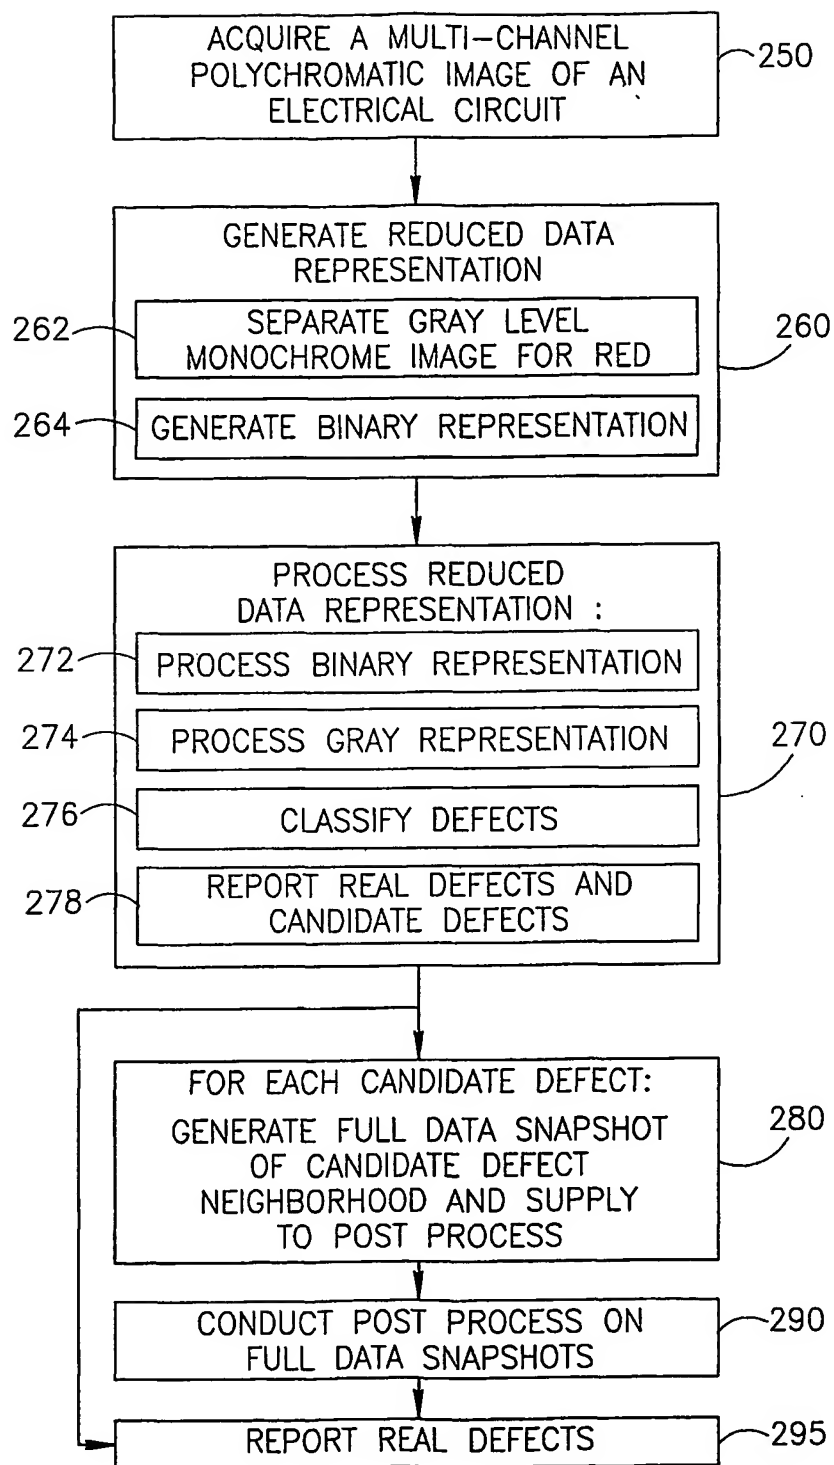 ACQUIRE A MULTI-CHANNEL
POLYCHROMATIC IMAGE OF AN
ELECTRICAL CIRCUIT
250
GENERATE REDUCED DATA
REPRESENTATION
262
SEPARATE GRAY LEVEL
MONOCHROME IMAGE FOR RED
260
264
GENERATE BINARY REPRESENTATION
PROCESS REDUCED
DATA REPRESENTATION :
272
PROCESS BINARY REPRESENTATION
274
PROCESS GRAY REPRESENTATION
270
276
CLASSIFY DEFECTS
278
REPORT REAL DEFECTS AND
CANDIDATE DEFECTS
FOR EACH CANDIDATE DEFECT:
GENERATE FULL DATA SNAPSHOT
OF CANDIDATE DEFECT
NEIGHBORHOOD AND SUPPLY
TO POST PROCESS
280
CONDUCT POST PROCESS ON
FULL DATA SNAPSHOTS
290
REPORT REAL DEFECTS
295